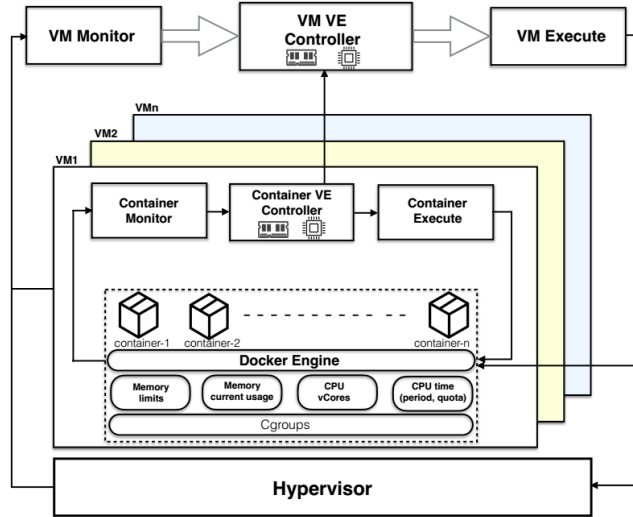 VM Monitor
VM VE
Controller
VM Execute
VMn
VM2
VM1
Container
Monitor
Container VE
Controller
Container
Execute
container-1
container-2
container-n
Docker Engine
Memory
limits
Memory
current usage
CPU
vCores
CPU time
(period, quota)
Cgroups
Hypervisor